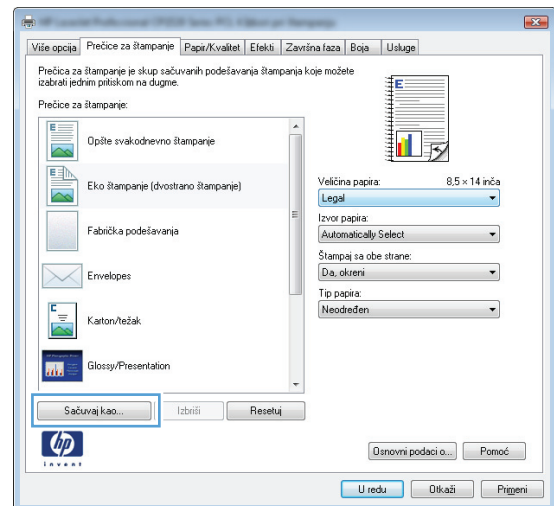 Više opcija Prečice za štampanje Papir/Kvalitet Efekti Završna faza Boja Usluge
Prečica za štampanje je skup sačuvanih podešavanja štampanja koje možete
izabrati jednim pritiskom na dugme.
Prečice za štampanje:
Opšte svakodnevno štampanje
Eko štampanje (dvostrano štampanje)
Fabrička podešavanja
Envelopes
Karton/težak
Glossy/Presentation
Sačuvaj kao... Izbriši Resetuj
Veličina papira: 8,5 × 14 inča
Legal
Izvor papira:
Automatically Select
Štampaj sa obe strane:
Da, okreni
Tip papira:
Neodređen
hp
invent
Osnovni podaci o... Pomoć
U redu Otkaži Primeni